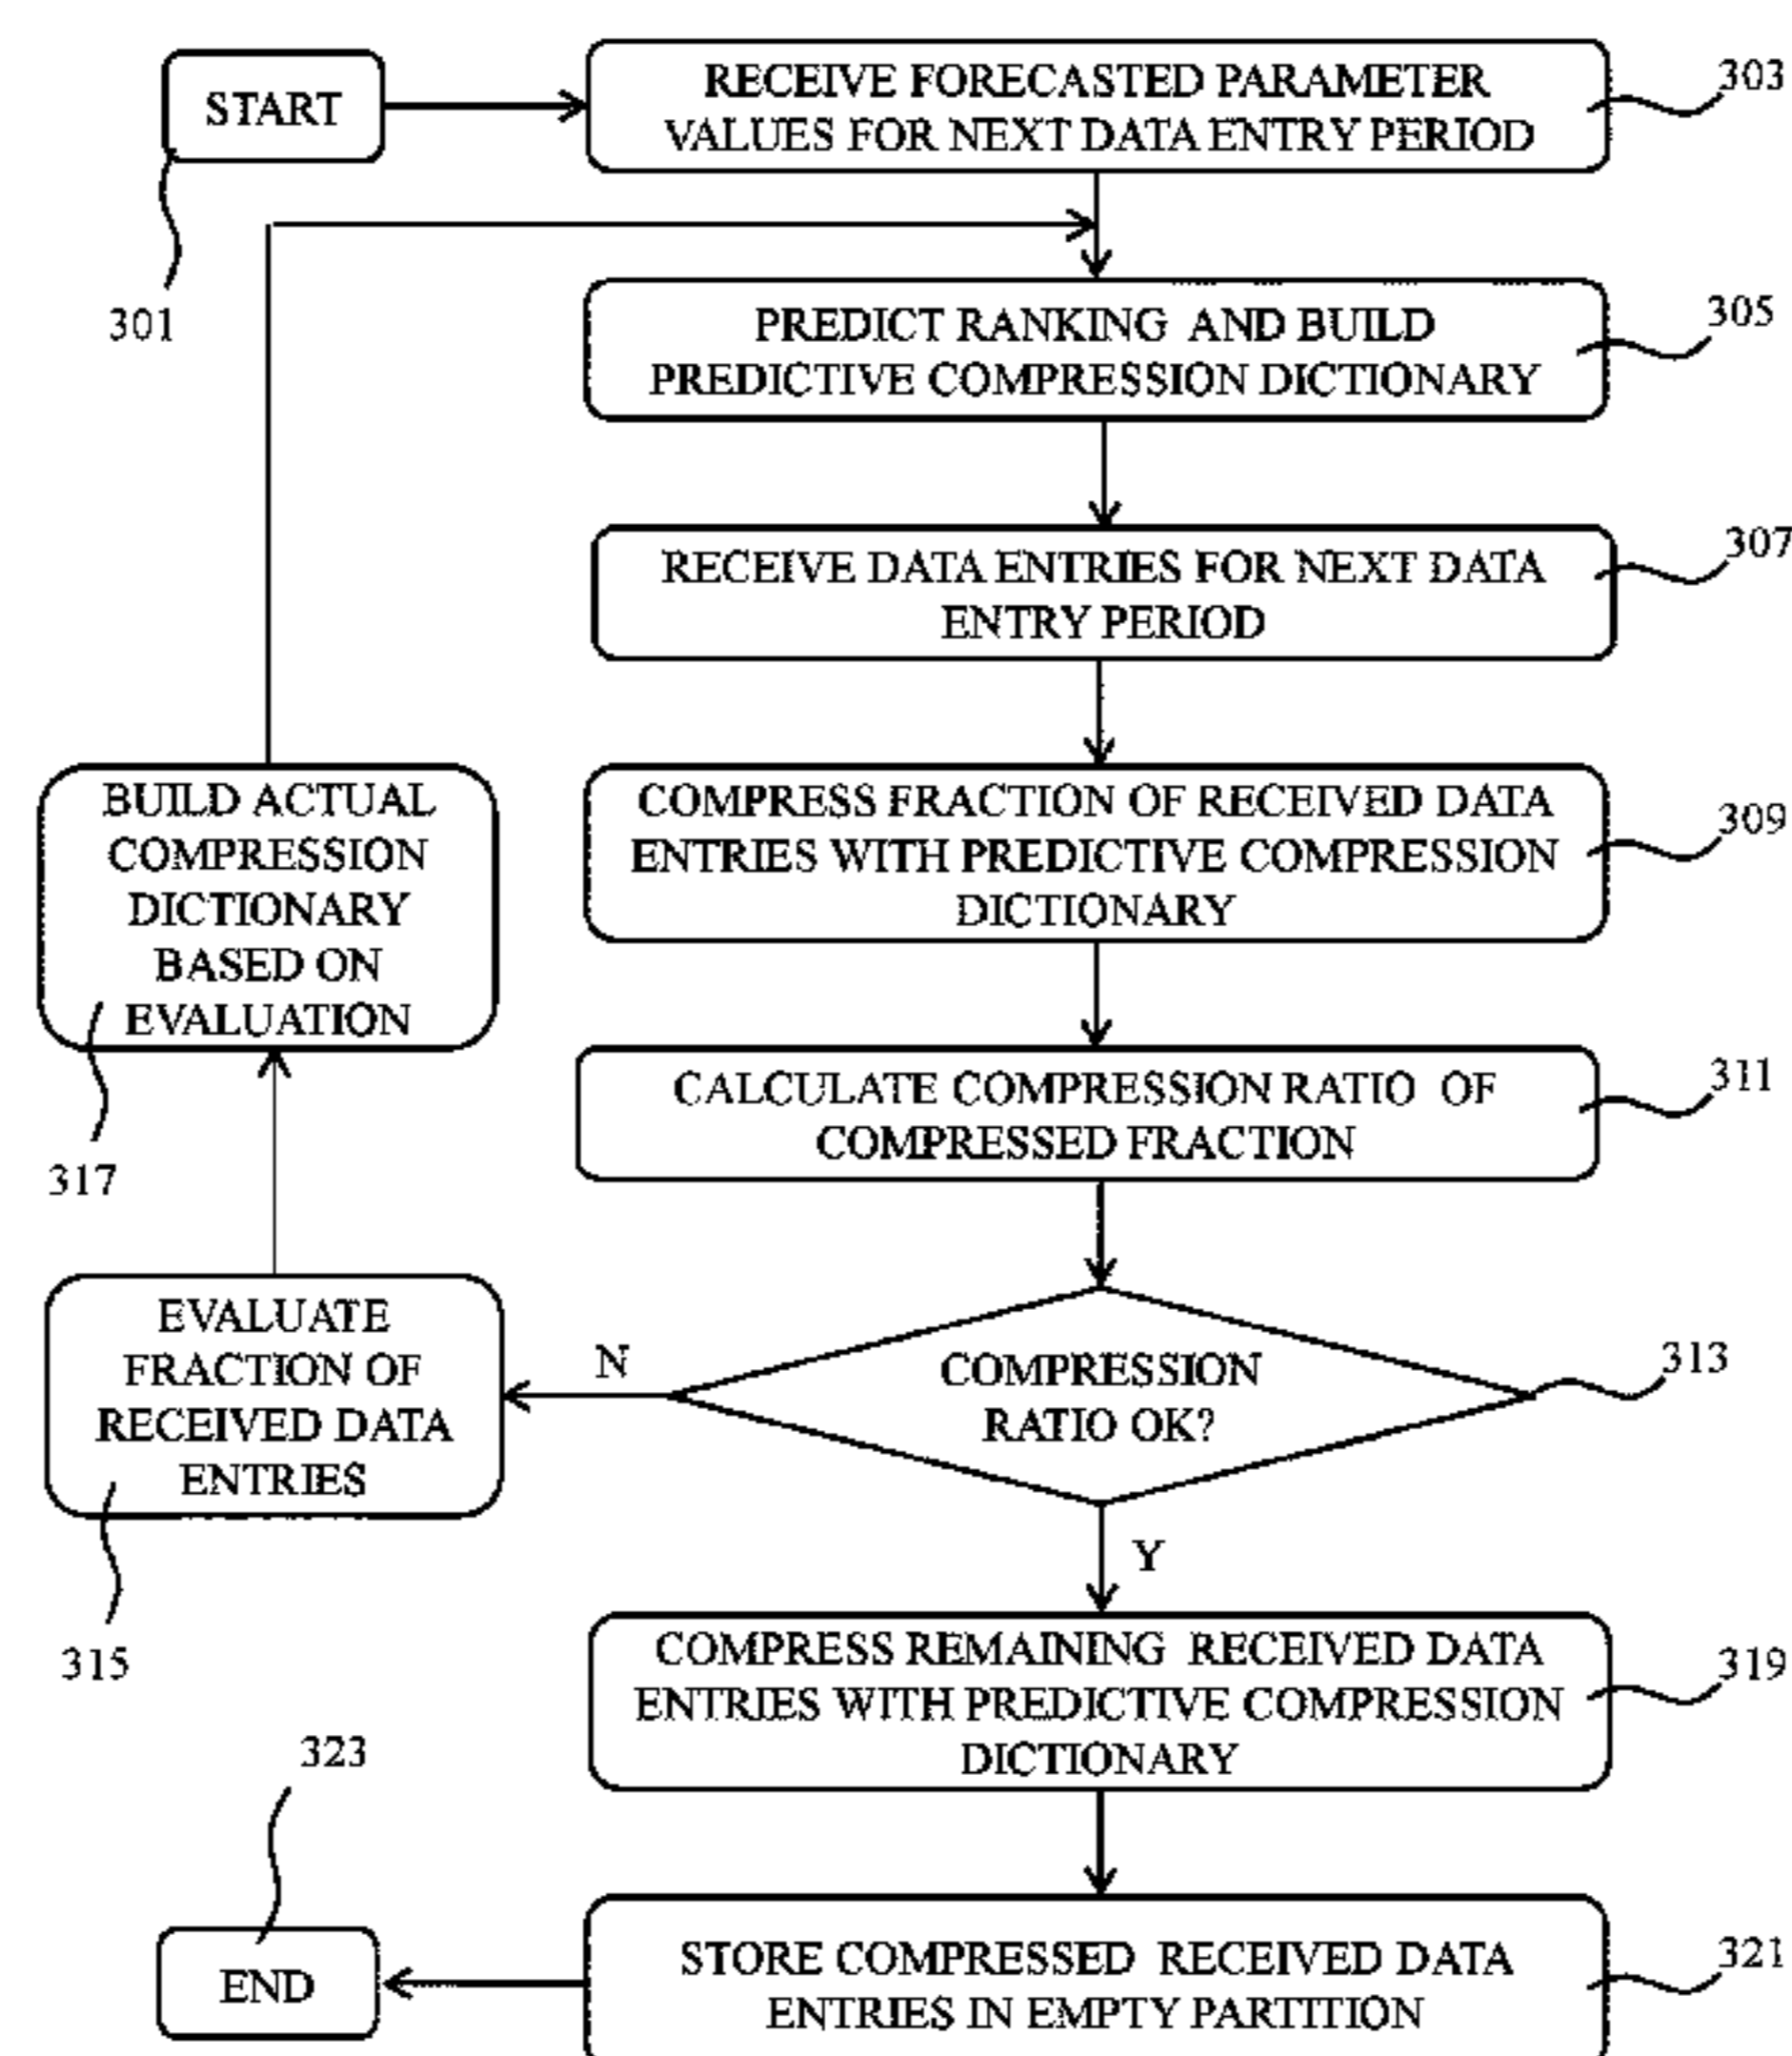 START
RECEIVE FORECASTED PARAMETER
VALUES FOR NEXT DATA ENTRY PERIOD
303
301
PREDICT RANKING AND BUILD
PREDICTIVE COMPRESSION DICTIONARY
305
RECEIVE DATA ENTRIES FOR NEXT DATA
ENTRY PERIOD
307
COMPRESS FRACTION OF RECEIVED DATA
ENTRIES WITH PREDICTIVE COMPRESSION
DICTIONARY
309
BUILD ACTUAL
COMPRESSION
DICTIONARY
BASED ON
EVALUATION
317
CALCULATE COMPRESSION RATIO OF
COMPRESSED FRACTION
311
COMPRESSION
RATIO OK?
313
N
EVALUATE
FRACTION OF
RECEIVED DATA
ENTRIES
315
Y
COMPRESS REMAINING RECEIVED DATA
ENTRIES WITH PREDICTIVE COMPRESSION
DICTIONARY
319
STORE COMPRESSED RECEIVED DATA
ENTRIES IN EMPTY PARTITION
321
323
END